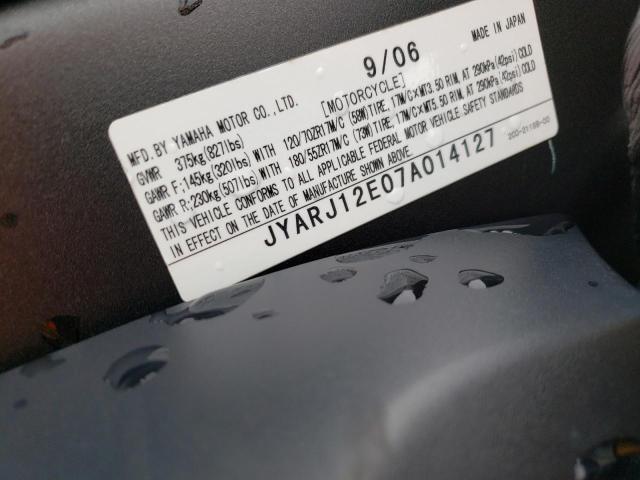 MFD. BY YAMAHA MOTOR CO., LTD. 9/06 MADE IN JAPAN
GVWR 375kg(827lbs) [MOTORCYCLE]
GAWR F:145kg(320lbs)WITH 120/70ZR17M/C (58W)TIRE,17M/C×MT3.50 RIM, AT 290kPa(42psi)COLD
GAWR R:230kg(507lbs)WITH 180/55ZR17M/C (73W)TIRE,17M/C×MT5.50 RIM, AT 290kPa(42psi)COLD
THIS VEHICLE CONFORMS TO ALL APPLICABLE FEDERAL MOTOR VEHICLE SAFETY STANDARDS
IN EFFECT ON THE DATE OF MANUFACTURE SHOWN ABOVE.
JYARJ12E07A014127